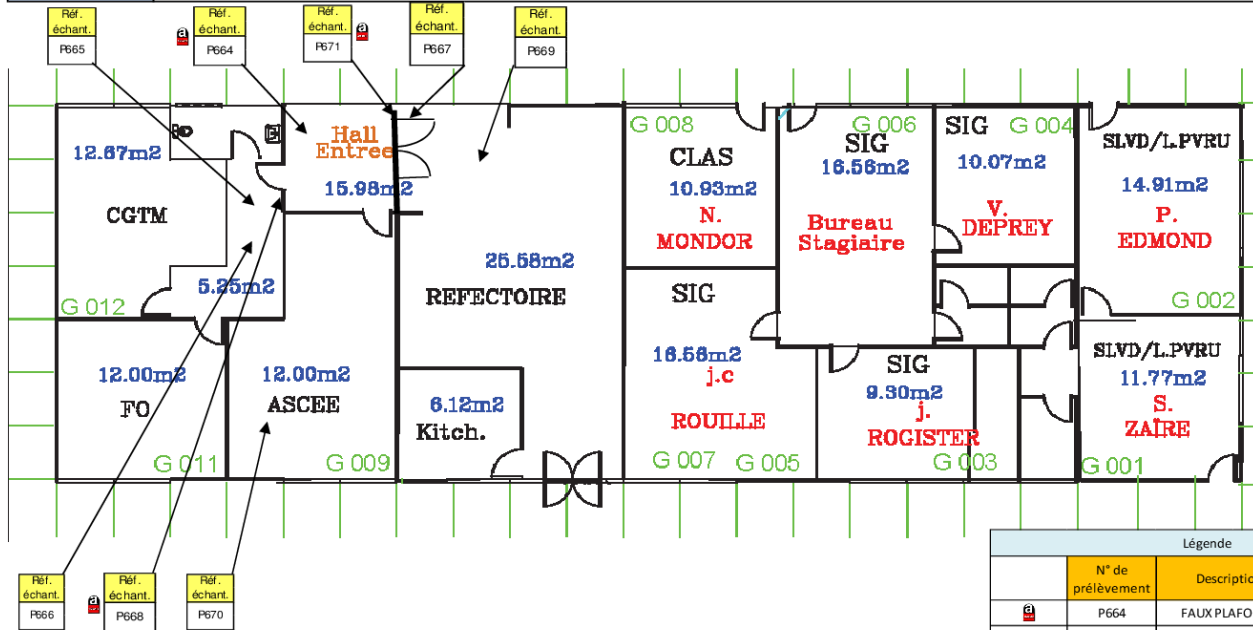 Réf.
échant.
P665
a
Réf.
échant.
P664
Réf.
échant.
P671
a
Réf.
échant.
P667
Réf.
échant.
P669
12.67m2
CGTM
G 012
5.25m2
Hall
Entree
15.98m2
12.00m2
FO
G 011
12.00m2
ASCEE
G 009
25.58m2
REFECTOIRE
6.12m2
Kitch.
G 008
CLAS
10.93m2
N.
MONDOR
SIG
16.58m2
j.c
ROUILLE
G 007
G 005
SIG
G 006
16.56m2
Bureau
Stagiaire
SIG
G 004
10.07m2
V.
DEPREY
SIG
9.30m2
j.
ROGISTER
G 003
SLVD/L.PVRU
14.91m2
P.
EDMOND
G 002
SLVD/L.PVRU
11.77m2
S.
ZAÏRE
G 001
Réf.
échant.
P666
a
Réf.
échant.
P668
Réf.
échant.
P670
Légende
N° de
prélèvement
Descriptio
a
P664
FAUX PLAFO